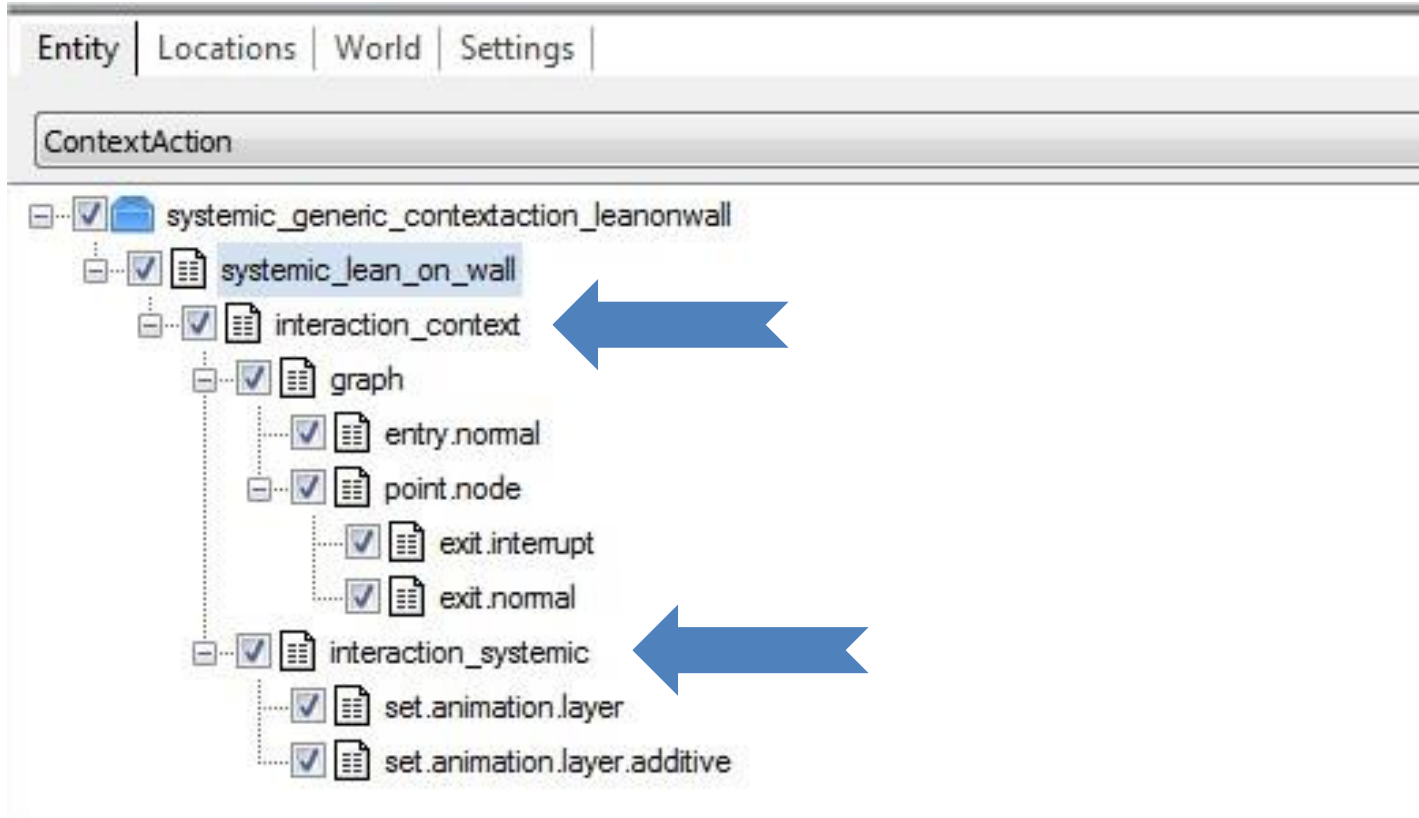 Entity Locations World Settings
ContextAction
systemic_generic_contextaction_leanonwall
systemic_lean_on_wall
interaction_context
graph
entry.normal
point.node
exit.interrupt
exit.normal
interaction_systemic
set.animation.layer
set.animation.layer.additive